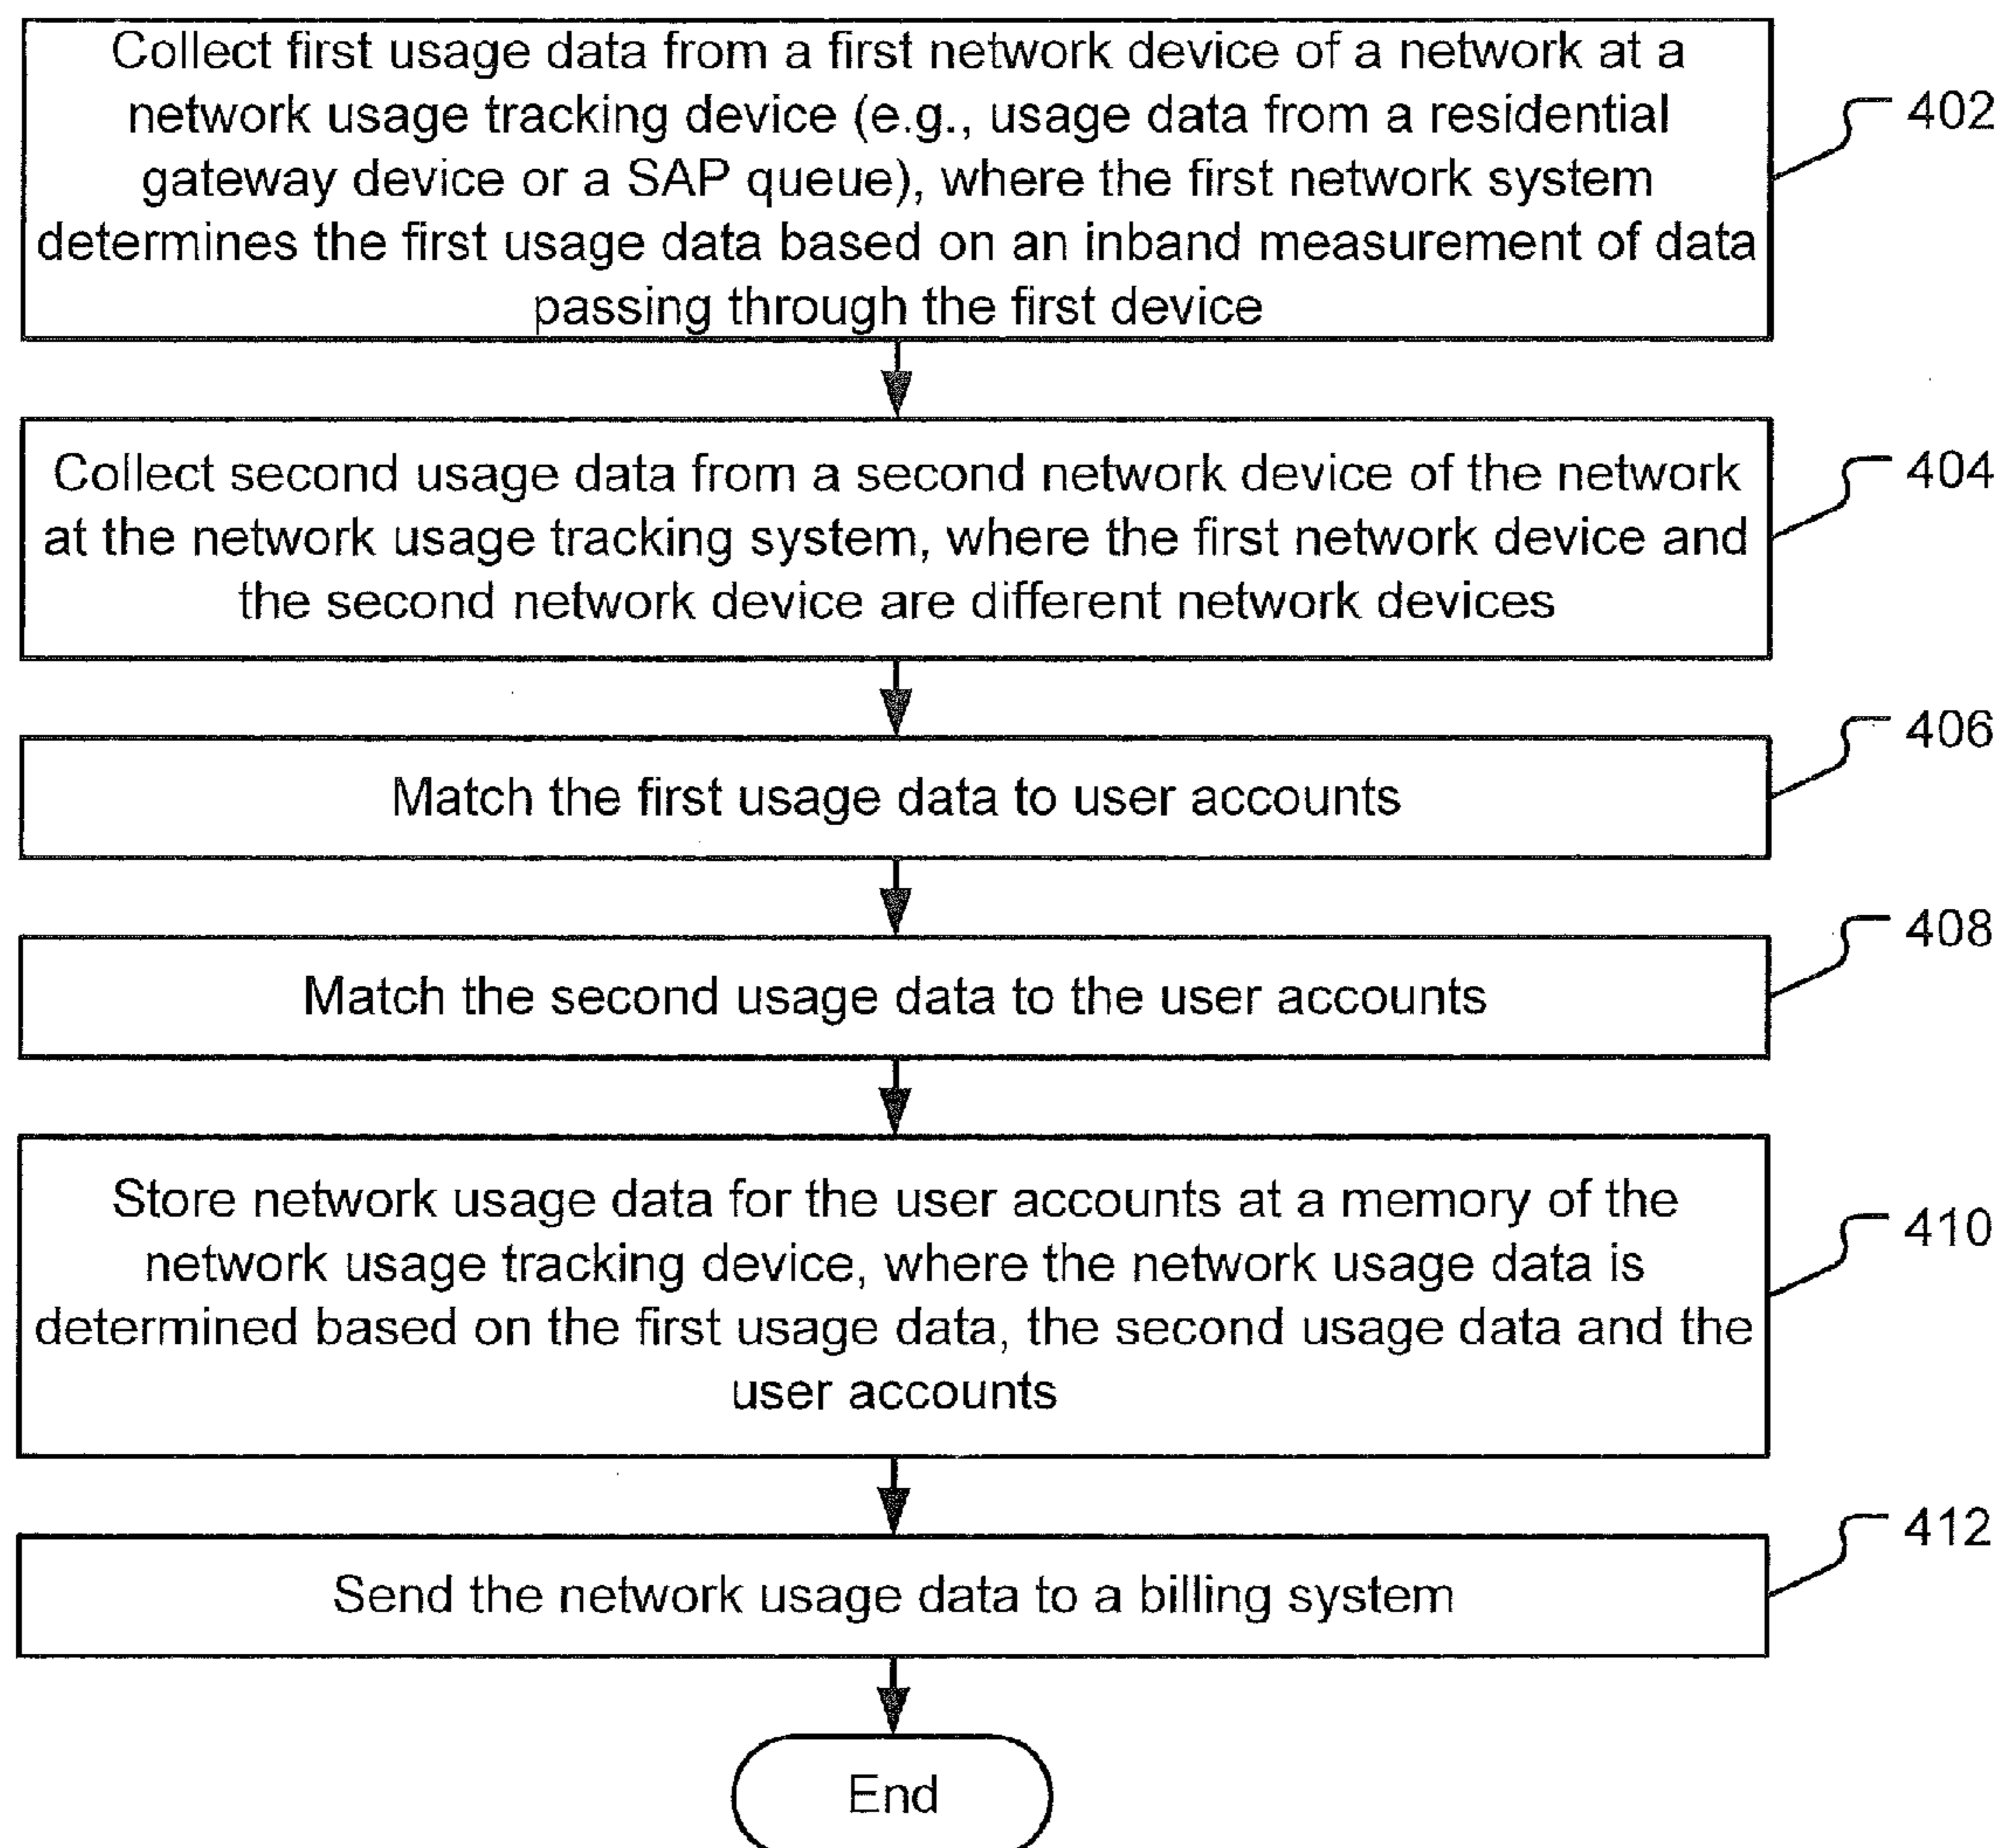 Collect first usage data from a first network device of a network at a
network usage tracking device (e.g., usage data from a residential
gateway device or a SAP queue), where the first network system
determines the first usage data based on an inband measurement of data
passing through the first device
402
Collect second usage data from a second network device of the network
at the network usage tracking system, where the first network device and
the second network device are different network devices
404
Match the first usage data to user accounts
406
Match the second usage data to the user accounts
408
Store network usage data for the user accounts at a memory of the
network usage tracking device, where the network usage data is
determined based on the first usage data, the second usage data and the
user accounts
410
Send the network usage data to a billing system
412
End